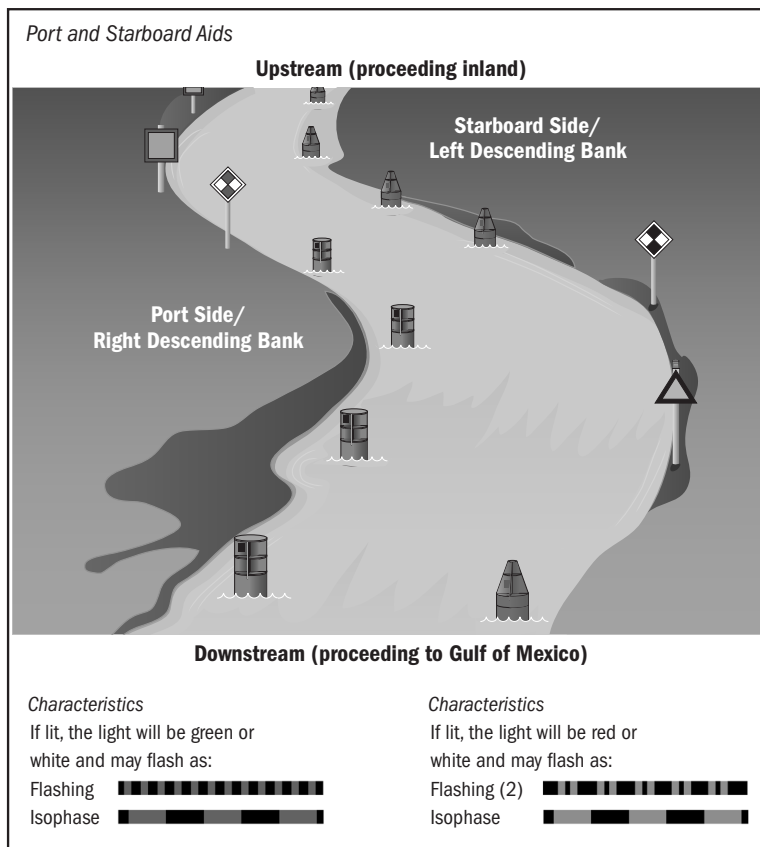 Port and Starboard Aids
Upstream (proceeding inland)
Starboard Side/
Left Descending Bank
Port Side/
Right Descending Bank
Downstream (proceeding to Gulf of Mexico)
Characteristics
If lit, the light will be green or
white and may flash as:
Flashing
Isophase
Characteristics
If lit, the light will be red or
white and may flash as:
Flashing (2)
Isophase